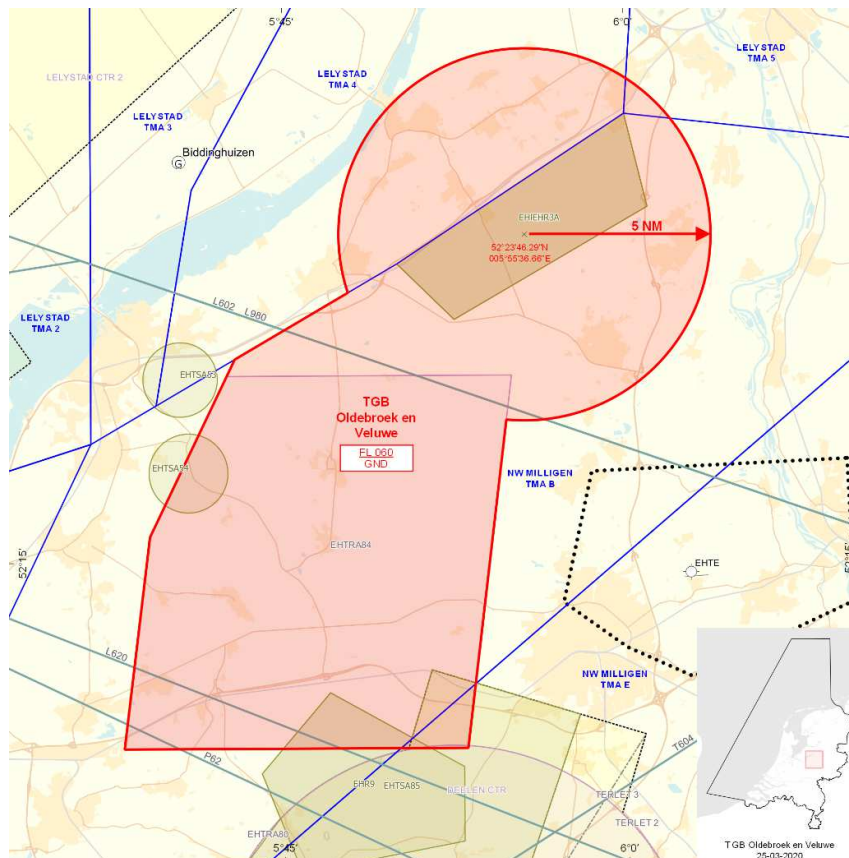 5°45'
6°0'
LELYSTAD CTR 2
LELYSTAD
TMA 3
LELYSTAD
TMA 4
LELYSTAD
TMA 5
Biddinghuizen
G
EHIEHR3A
5 NM
52°23'46.29"N
005°55'36.66"E
L602
L980
LELYSTAD
TMA 2
EHTSA53
TGB
Oldebroek en
Veluwe
FL 060
GND
EHTSA54
NW MILLIGEN
TMA B
EHTRA84
52°15'
52°15'
EHTE
L620
NW MILLIGEN
TMA E
P62
T604
EHR9
EHTSA85
DEELEN CTR
TERLET 3
TERLET 2
EHTRA80
5°45'
6°0'
TGB Oldebroek en Veluwe
25-03-2020